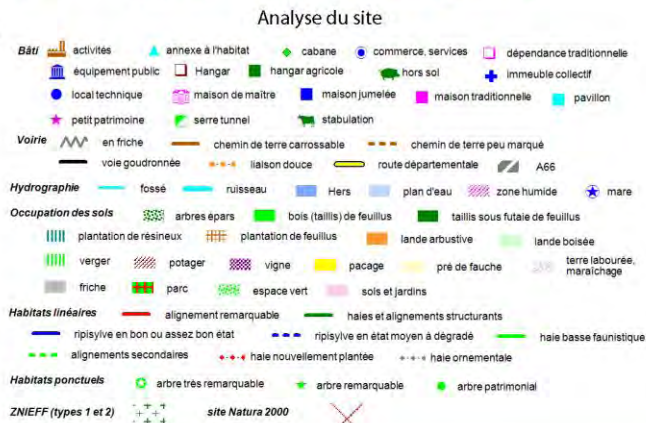 Analyse du site
Bâti activités annexe à l'habitat cabane commerce, services dépendance traditionnelle
équipement public Hangar hangar agricole hors sol immeuble collectif
local technique maison de maître maison jumelée maison traditionnelle pavillon
petit patrimoine serre tunnel stabulation
Voirie en friche chemin de terre carrossable chemin de terre peu marqué
voie goudronnée liaison douce route départementale A66
Hydrographie fossé ruisseau Hers plan d'eau zone humide mare
Occupation des sols arbres épars bois (taillis) de feuillus taillis sous futaie de feuillus
plantation de résineux plantation de feuillus lande arbustive lande boisée
verger potager vigne pacage pré de fauche terre labourée, maraîchage
friche parc espace vert sols et jardins
Habitats linéaires alignement remarquable haies et alignements structurants
ripisylve en bon ou assez bon état ripisylve en état moyen à dégradé haie basse faunistique
alignements secondaires haie nouvellement plantée haie ornementale
Habitats ponctuels arbre très remarquable arbre remarquable arbre patrimonial
ZNIEFF (types 1 et 2) site Natura 2000